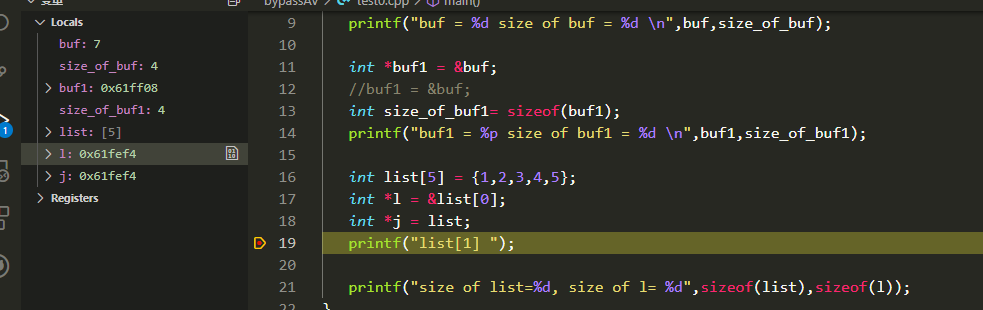 Locals
buf: 7
size_of_buf: 4
buf1: 0x61ff08
size_of_buf1: 4
list: [5]
l: 0x61fef4
j: 0x61fef4
Registers
1
bypassAV
test0.cpp
main()
9 printf("buf = %d size of buf = %d \n",buf,size_of_buf);
10
11 int *buf1 = &buf;
12 //buf1 = &buf;
13 int size_of_buf1= sizeof(buf1);
14 printf("buf1 = %p size of buf1 = %d \n",buf1,size_of_buf1);
15
16 int list[5] = {1,2,3,4,5};
17 int *l = &list[0];
18 int *j = list;
19 printf("list[1] ");
20
21 printf("size of list=%d, size of l= %d",sizeof(list),sizeof(l));
22 }